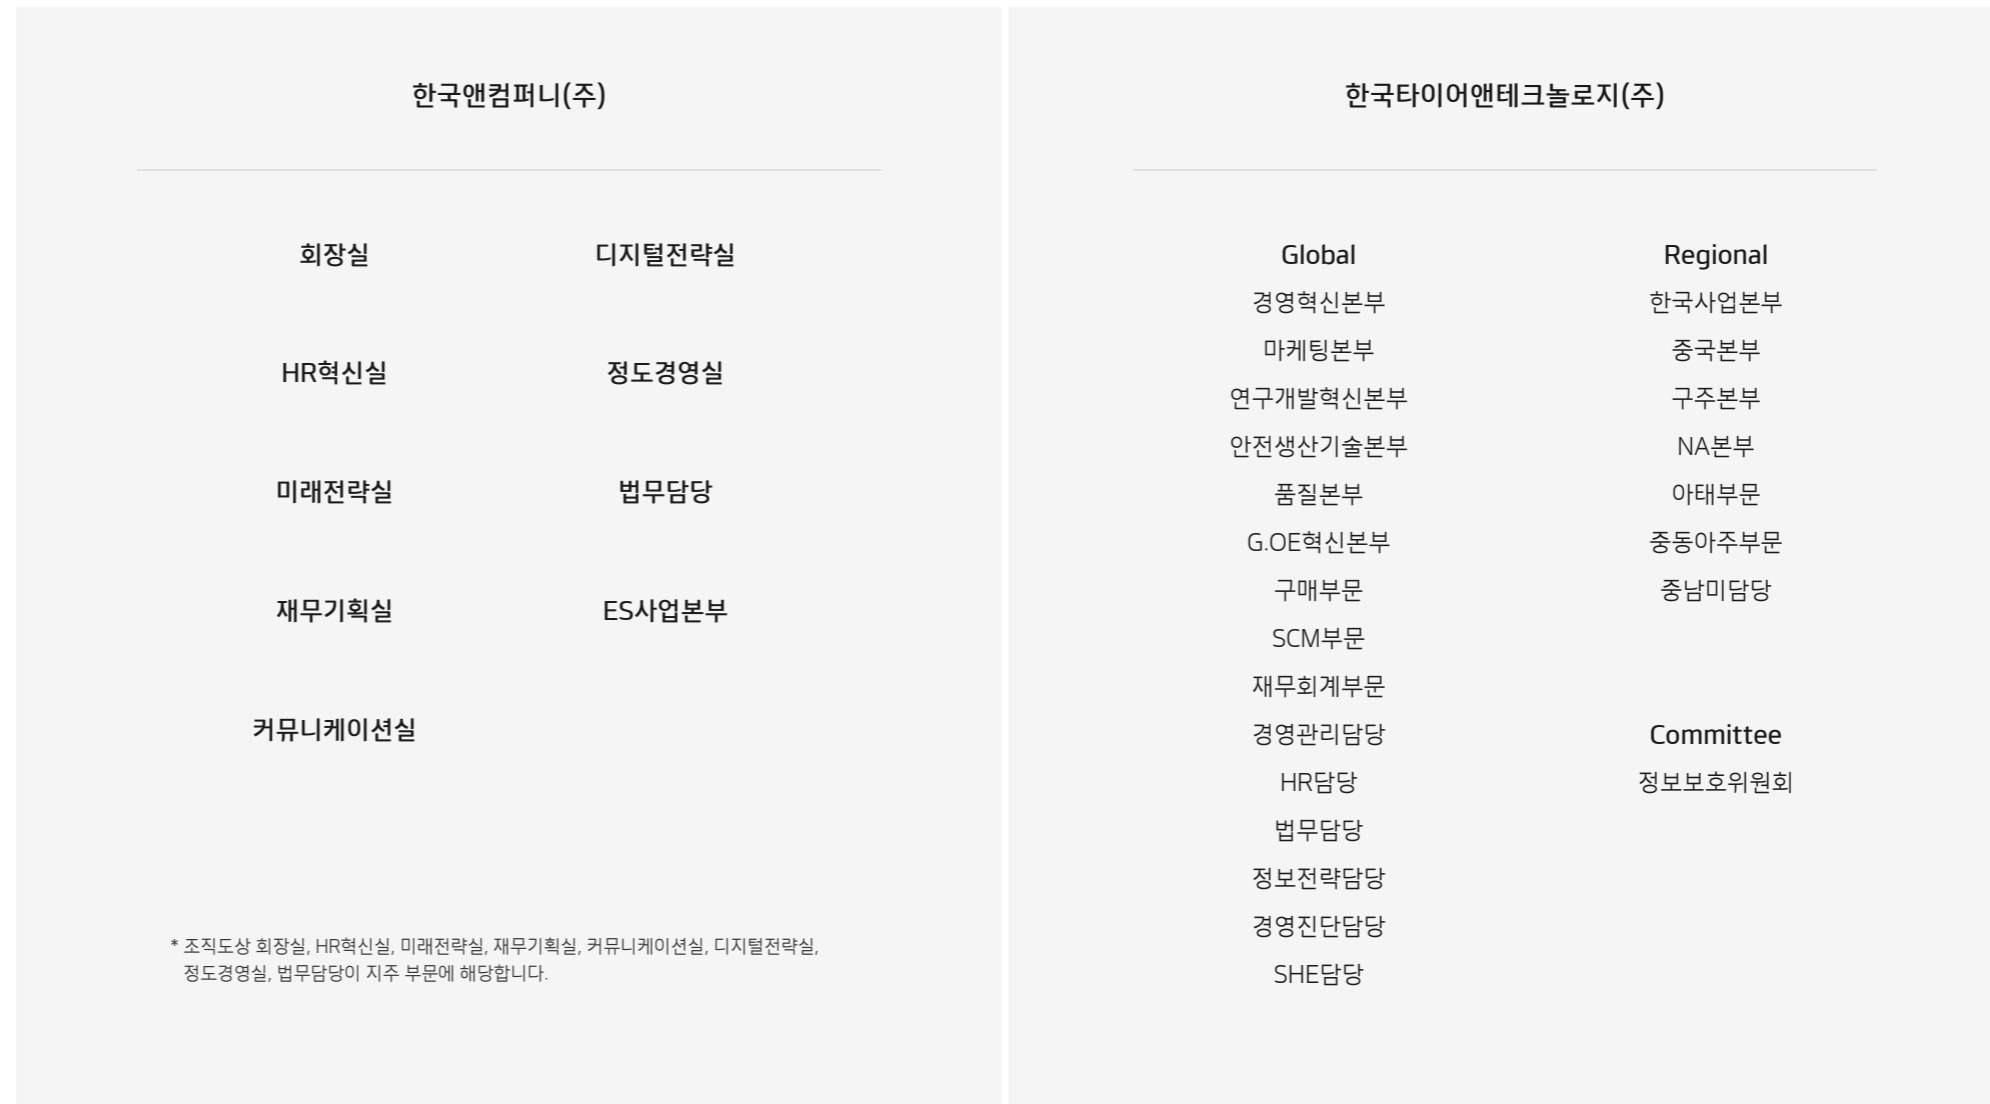 한국앤컴퍼니(주)
회장실
디지털전략실
HR혁신실
정도경영실
미래전략실
법무담당
재무기획실
ES사업본부
커뮤니케이션실
* 조직도상 회장실, HR혁신실, 미래전략실, 재무기획실, 커뮤니케이션실, 디지털전략실,
정도경영실, 법무담당이 지주 부문에 해당합니다.
한국타이어앤테크놀로지(주)
Global
경영혁신본부
마케팅본부
연구개발혁신본부
안전생산기술본부
품질본부
G.OE혁신본부
구매부문
SCM부문
재무회계부문
경영관리담당
HR담당
법무담당
정보전략담당
경영진단담당
SHE담당
Regional
한국사업본부
중국본부
구주본부
NA본부
아태부문
중동아주부문
중남미담당
Committee
정보보호위원회